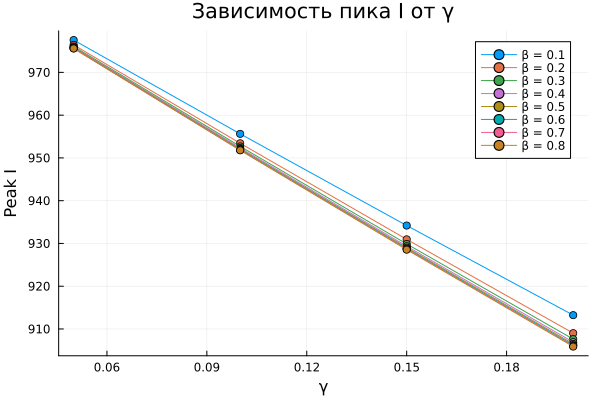 Зависимость пика I от γ
Peak I
970
960
950
940
930
920
910
0.06
0.09
0.12
0.15
0.18
γ
β = 0.1
β = 0.2
β = 0.3
β = 0.4
β = 0.5
β = 0.6
β = 0.7
β = 0.8